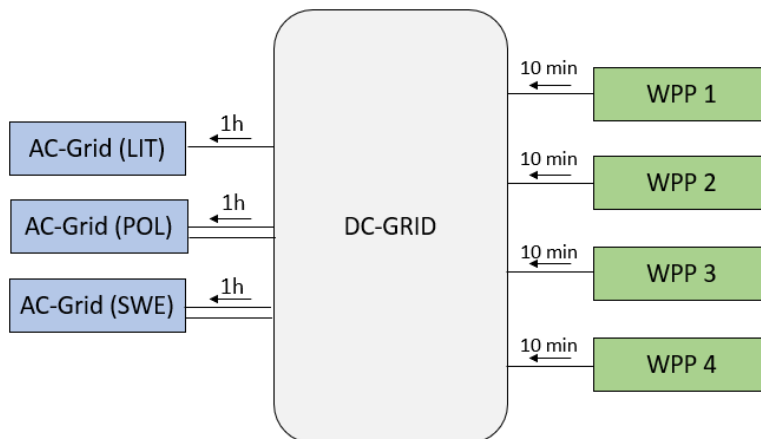 1h
AC-Grid (LIT)
1h
AC-Grid (POL)
1h
AC-Grid (SWE)
DC-GRID
10 min
WPP 1
10 min
WPP 2
10 min
WPP 3
10 min
WPP 4